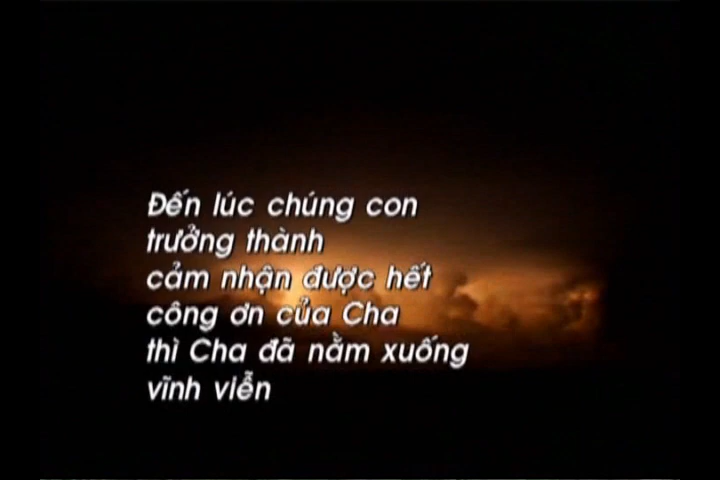 Đến lúc chúng con
trưởng thành
cảm nhận được hết
công ơn của Cha
thì Cha đã nằm xuống
vĩnh viễn